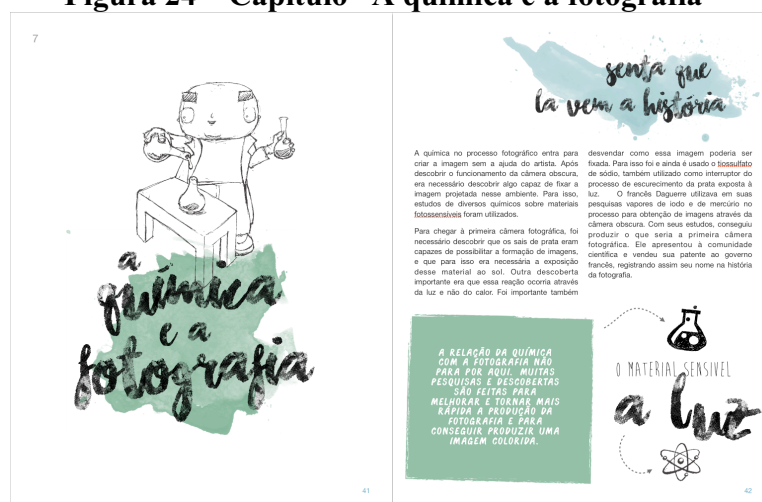 Figura 24 – Capítulo "A química e a fotografia"
7
a
química
e a
fotografia
41
senta que
la vem a história
A química no processo fotográfico entra para
criar a imagem sem a ajuda do artista. Após
descobrir o funcionamento da câmera obscura,
era necessário descobrir algo capaz de fixar a
imagem projetada nesse ambiente. Para isso,
estudos de diversos químicos sobre materiais
fotossensíveis foram utilizados.
Para chegar à primeira câmera fotográfica, foi
necessário descobrir que os sais de prata eram
capazes de possibilitar a formação de imagens,
e que para isso era necessária a exposição
desse material ao sol. Outra descoberta
importante era que essa reação ocorria através
da luz e não do calor. Foi importante também
desvendar como essa imagem poderia ser
fixada. Para isso foi e ainda é usado o tiossulfato
de sódio, também utilizado como interruptor do
processo de escurecimento da prata exposta à
luz. O francês Daguerre utilizava em suas
pesquisas vapores de iodo e de mercúrio no
processo para obtenção de imagens através da
câmera obscura. Com seus estudos, conseguiu
produzir o que seria a primeira câmera
fotográfica. Ele apresentou à comunidade
científica e vendeu sua patente ao governo
francês, registrando assim seu nome na história
da fotografia.
A RELAÇÃO DA QUÍMICA
COM A FOTOGRAFIA NÃO
PARA POR AQUI. MUITAS
PESQUISAS E DESCOBERTAS
SÃO FEITAS PARA
MELHORAR E TORNAR MAIS
RÁPIDA A PRODUÇÃO DA
FOTOGRAFIA E PARA
CONSEGUIR PRODUZIR UMA
IMAGEM COLORIDA.
O MATERIAL SENSIVEL
a luz
42